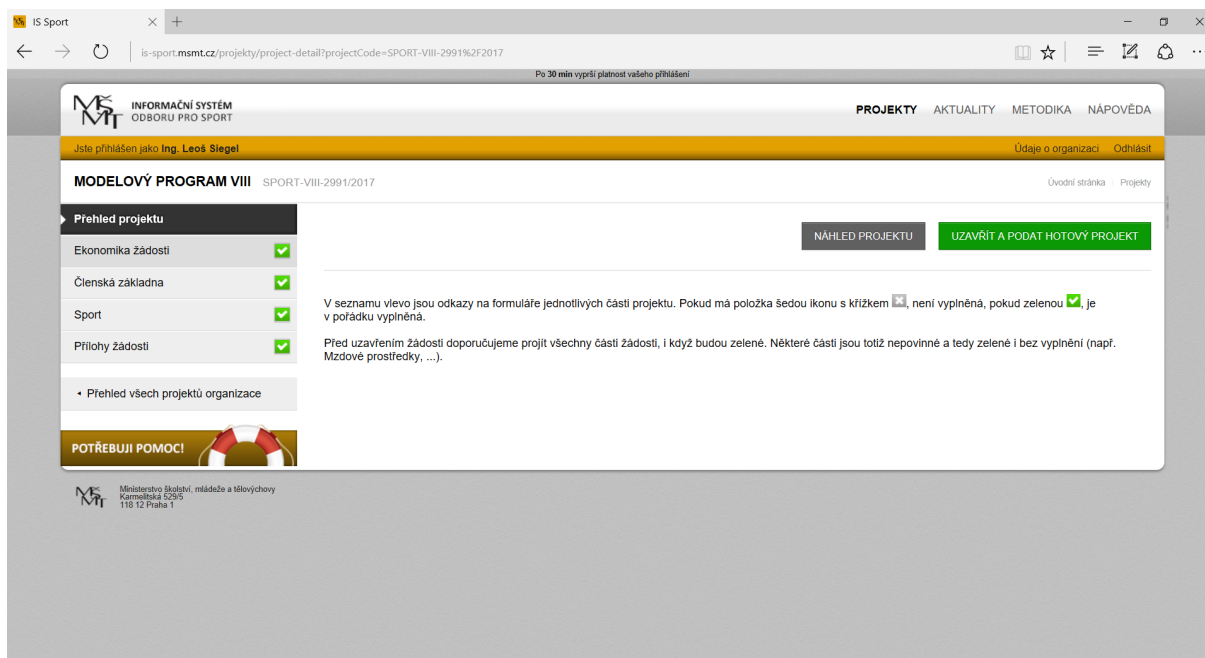 IS Sport
is-sport.msmt.cz/projekty/project-detail?projectCode=SPORT-VIII-2991%2F2017
Po 30 min vyprší platnost vašeho přihlášení
MŠMT
INFORMAČNÍ SYSTÉM
ODBORU PRO SPORT
PROJEKTY AKTUALITY METODIKA NÁPOVĚDA
Jste přihlášen jako Ing. Leoš Siegel
Údaje o organizaci Odhlásit
MODELOVÝ PROGRAM VIII SPORT-VIII-2991/2017
Úvodní stránka Projekty
Přehled projektu
Ekonomika žádosti
Členská základna
Sport
Přílohy žádosti
Přehled všech projektů organizace
POTŘEBUJI POMOC!
NÁHLED PROJEKTU
UZAVŘÍT A PODAT HOTOVÝ PROJEKT
V seznamu vlevo jsou odkazy na formuláře jednotlivých části projektu. Pokud má položka šedou ikonu s křížkem , není vyplněná, pokud zelenou , je
v pořádku vyplněná.
Před uzavřením žádosti doporučujeme projít všechny části žádosti, i když budou zelené. Některé části jsou totiž nepovinné a tedy zelené i bez vyplnění (např.
Mzdové prostředky, ...).
MŠMT
Ministerstvo školství, mládeže a tělovýchovy
Karmelitská 529/5
118 12 Praha 1